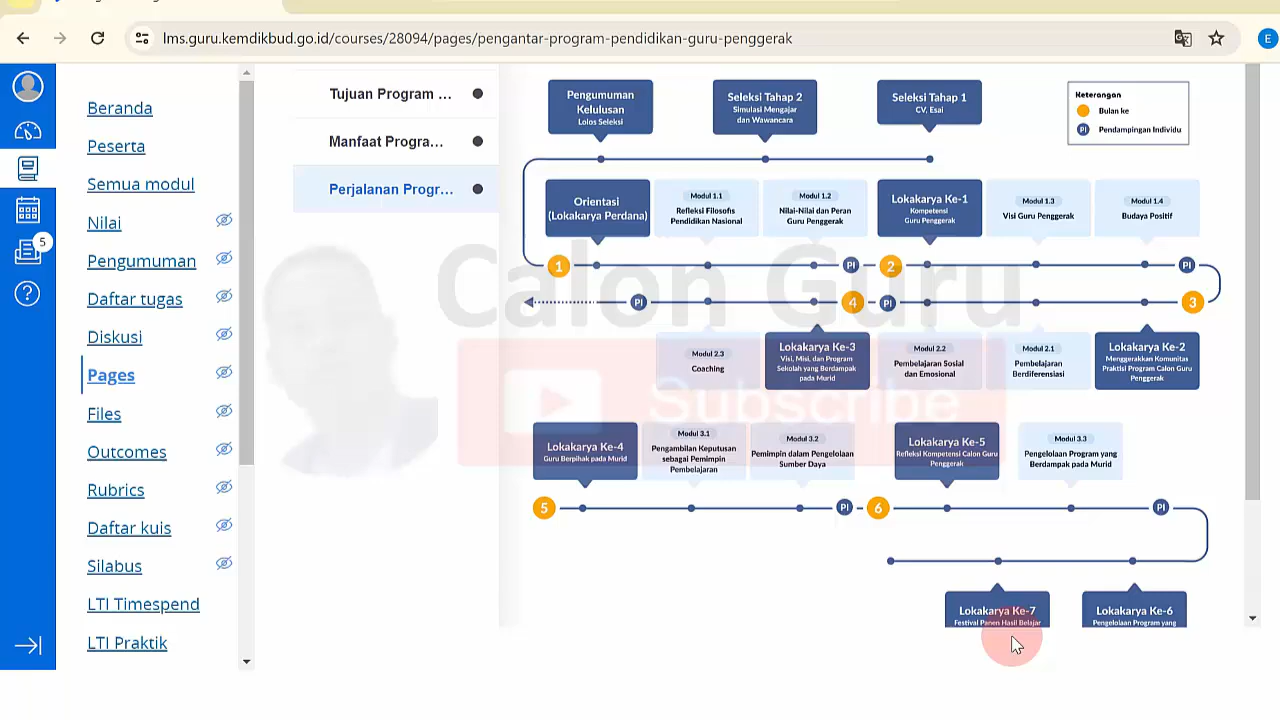 lms.guru.kemdikbud.go.id/courses/28094/pages/pengantar-program-pendidikan-guru-penggerak
E
5
Beranda
Peserta
Semua modul
Nilai
Pengumuman
Daftar tugas
Diskusi
Pages
Files
Outcomes
Rubrics
Daftar kuis
Silabus
LTI Timespend
LTI Praktik
Tujuan Program ...
Manfaat Progra...
Perjalanan Progr...
Pengumuman
Kelulusan
Lolos Seleksi
Seleksi Tahap 2
Simulasi Mengajar
dan Wawancara
Seleksi Tahap 1
CV, Esai
Keterangan
Bulan ke
PI Pendampingan Individu
Orientasi
(Lokakarya Perdana)
Modul 1.1
Refleksi Filosofis
Pendidikan Nasional
Modul 1.2
Nilai-Nilai dan Peran
Guru Penggerak
Lokakarya Ke-1
Kompetensi
Guru Penggerak
Modul 1.3
Visi Guru Penggerak
Modul 1.4
Budaya Positif
1 PI 2 PI
PI 4 PI 3
Calon Guru
Subscribe
Modul 2.3
Coaching
Lokakarya Ke-3
Visi, Misi, dan Program
Sekolah yang Berdampak
pada Murid
Modul 2.2
Pembelajaran Sosial
dan Emosional
Modul 2.1
Pembelajaran
Berdiferensiasi
Lokakarya Ke-2
Menggerakkan Komunitas
Praktisi Program Calon Guru
Penggerak
Lokakarya Ke-4
Guru Berpihak pada Murid
Modul 3.1
Pengambilan Keputusan
sebagai Pemimpin
Pembelajaran
Modul 3.2
Pemimpin dalam Pengelolaan
Sumber Daya
Lokakarya Ke-5
Refleksi Kompetensi Calon Guru
Penggerak
Modul 3.3
Pengelolaan Program yang
Berdampak pada Murid
5 PI 6 PI
Lokakarya Ke-7
Festival Panen Hasil Belajar
Lokakarya Ke-6
Pengelolaan Program yang